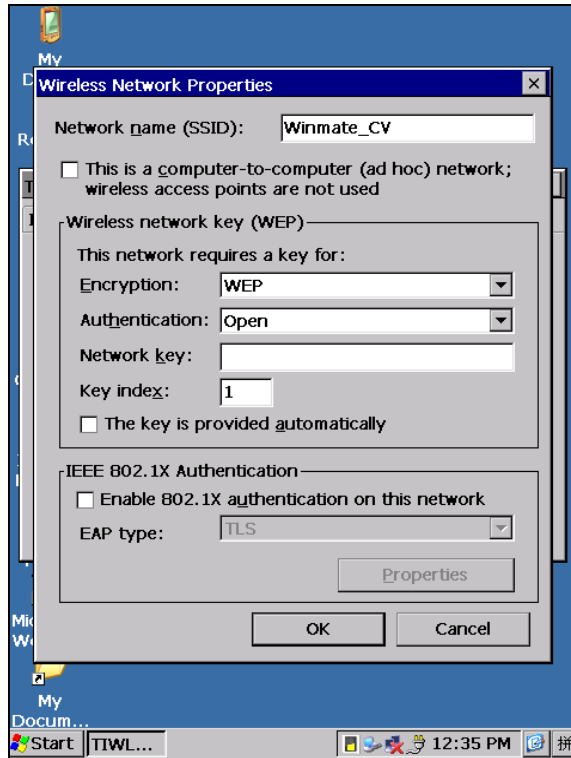 My
D
Wireless Network Properties
Network name (SSID): Winmate_CV
Re
This is a computer-to-computer (ad hoc) network;
wireless access points are not used
Wireless network key (WEP)
This network requires a key for:
Encryption: WEP
Authentication: Open
Network key:
Key index: 1
The key is provided automatically
IEEE 802.1X Authentication
Enable 802.1X authentication on this network
EAP type: TLS
Properties
OK Cancel
My
Docum...
Start TIWL... 12:35 PM 拼